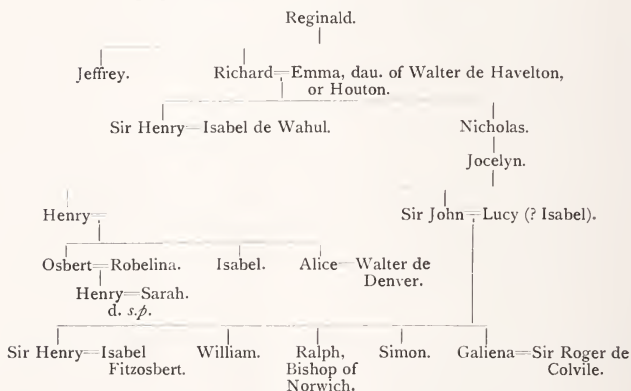 Reginald.
Jeffrey. Richard=Emma, dau. of Walter de Havelton,
or Houton.
Sir Henry=Isabel de Wahul. Nicholas.
Jocelyn.
Henry= Sir John=Lucy (? Isabel).
Osbert=Robelina. Isabel. Alice=Walter de
Denver.
Henry=Sarah.
d. s.p.
Sir Henry=Isabel
Fitzosbert.
William.
Ralph,
Bishop of
Norwich.
Simon.
Galiena=Sir Roger de
Colvile.